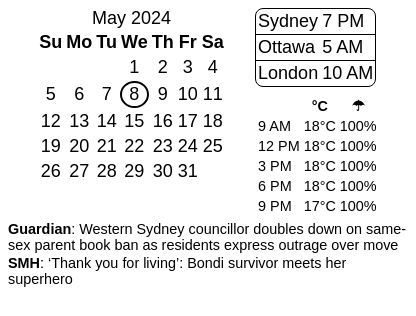 May 2024
Su Mo Tu We Th Fr Sa
1 2 3 4
5 6 7 8 9 10 11
12 13 14 15 16 17 18
19 20 21 22 23 24 25
26 27 28 29 30 31
Sydney 7 PM
Ottawa 5 AM
London 10 AM
°C ☂
9 AM 18°C 100%
12 PM 18°C 100%
3 PM 18°C 100%
6 PM 18°C 100%
9 PM 17°C 100%
Guardian: Western Sydney councillor doubles down on same-
sex parent book ban as residents express outrage over move
SMH: ‘Thank you for living’: Bondi survivor meets her
superhero